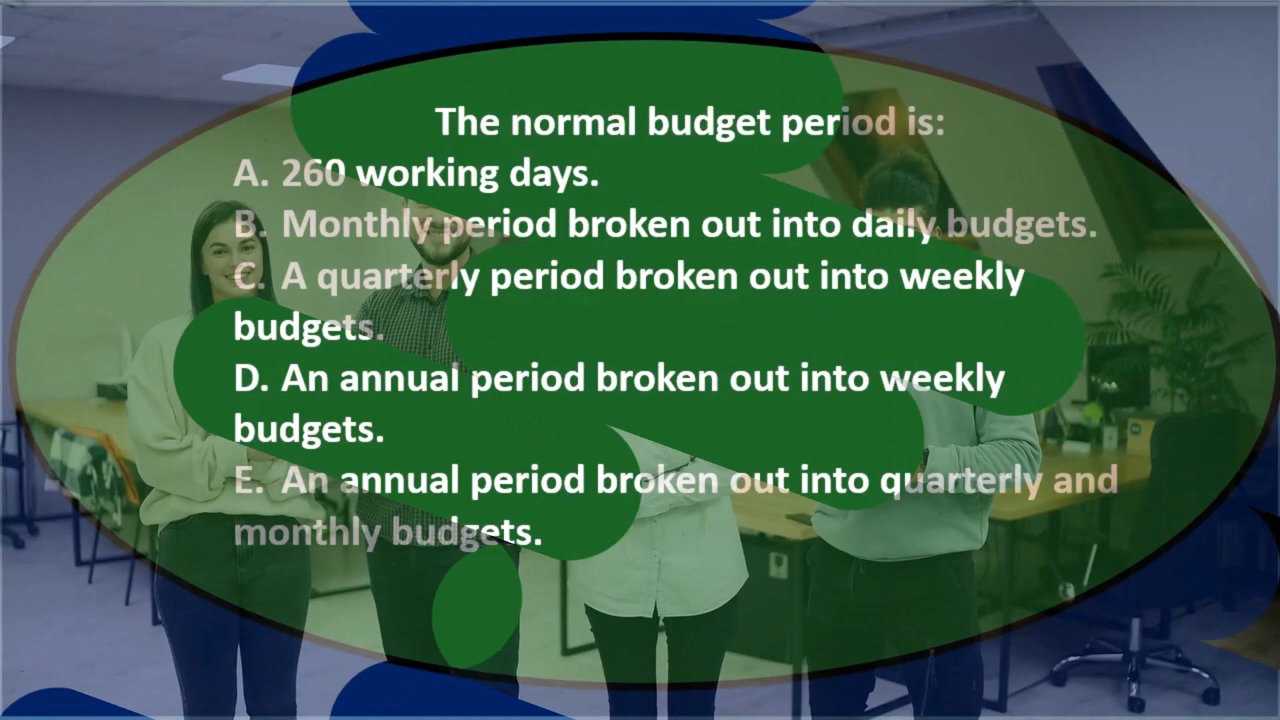 The normal budget period is:
A. 260 working days.
B. Monthly period broken out into daily budgets.
C. A quarterly period broken out into weekly
budgets.
D. An annual period broken out into weekly
budgets.
E. An annual period broken out into quarterly and
monthly budgets.